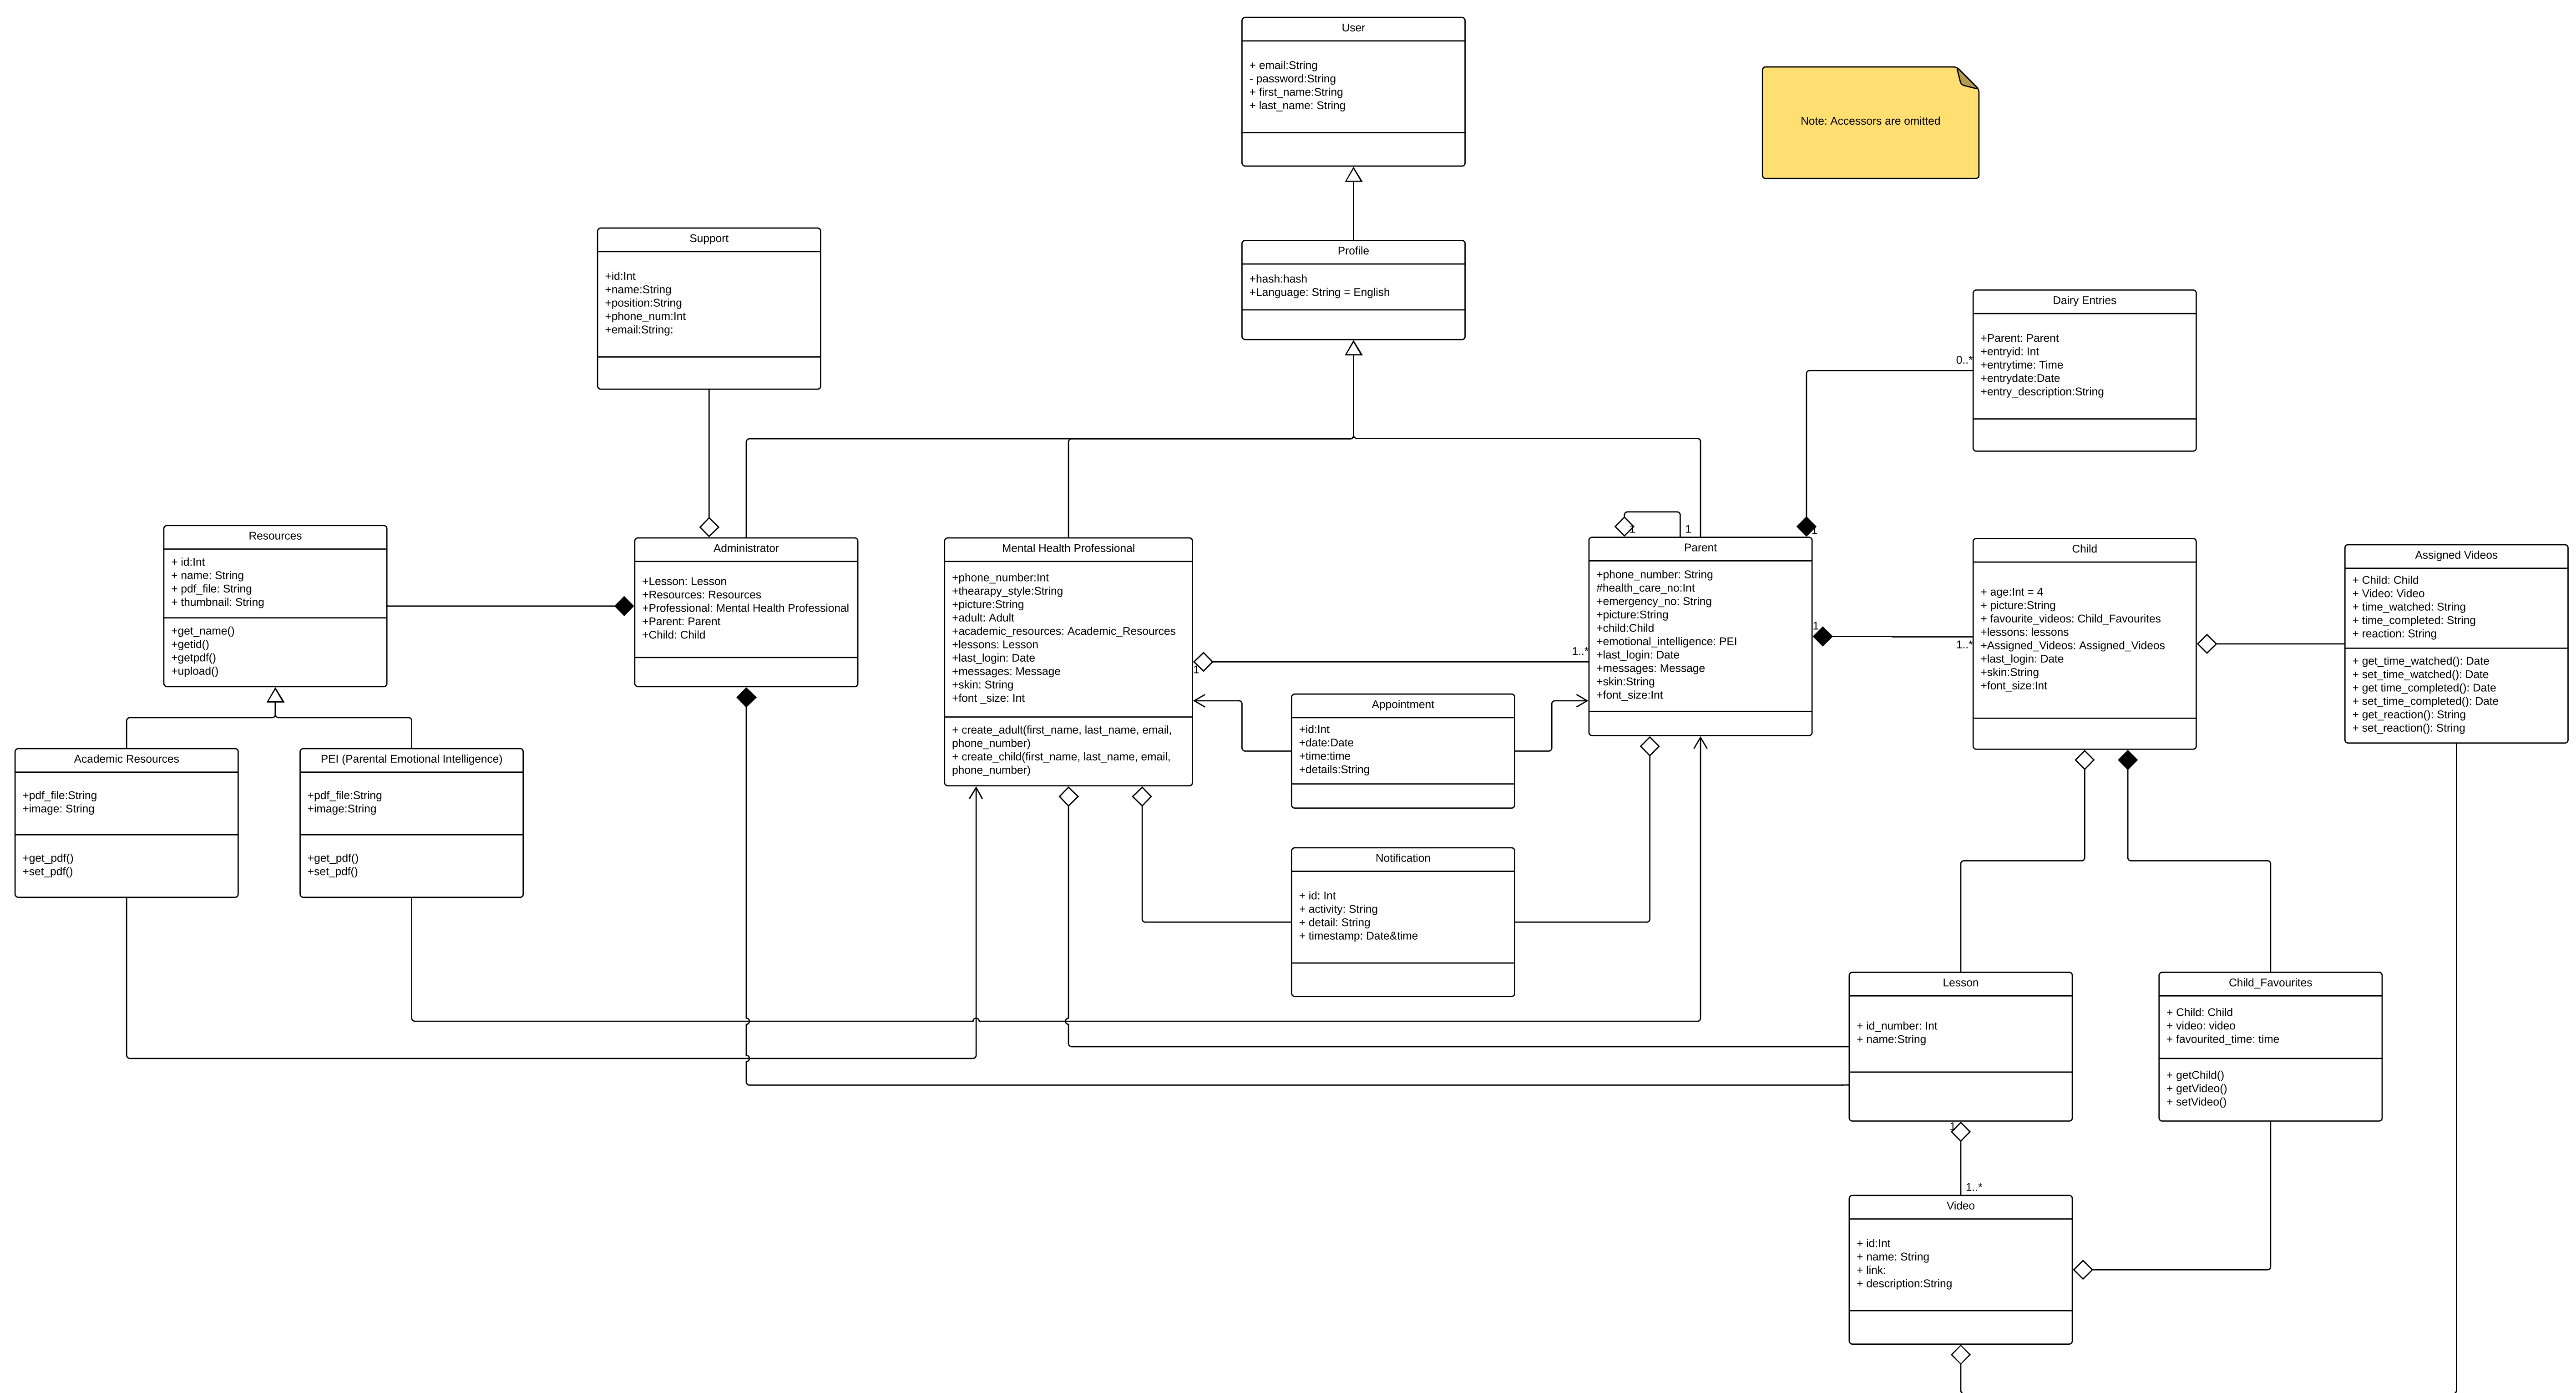 User
+ email:String
- password:String
+ first_name:String
+ last_name: String
Note: Accessors are omitted
Support
+id:Int
+name:String
+position:String
+phone_num:Int
+email:String:
Profile
+hash:hash
+Language: String = English
Dairy Entries
+Parent: Parent
+entryid: Int
+entrytime: Time
+entrydate:Date
+entry_description:String
0..*
1
Resources
+ id:Int
+ name: String
+ pdf_file: String
+ thumbnail: String
+get_name()
+getid()
+getpdf()
+upload()
Administrator
+Lesson: Lesson
+Resources: Resources
+Professional: Mental Health Professional
+Parent: Parent
+Child: Child
Mental Health Professional
+phone_number:Int
+thearapy_style:String
+picture:String
+adult: Adult
+academic_resources: Academic_Resources
+lessons: Lesson
+last_login: Date
+messages: Message
+skin: String
+font _size: Int
+ create_adult(first_name, last_name, email,
phone_number)
+ create_child(first_name, last_name, email,
phone_number)
1
1..*
1
1
Parent
+phone_number: String
#health_care_no:Int
+emergency_no: String
+picture:String
+child:Child
+emotional_intelligence: PEI
+last_login: Date
+messages: Message
+skin:String
+font_size:Int
1
1..*
Child
+ age:Int = 4
+ picture:String
+ favourite_videos: Child_Favourites
+lessons: lessons
+Assigned_Videos: Assigned_Videos
+last_login: Date
+skin:String
+font_size:Int
Assigned Videos
+ Child: Child
+ Video: Video
+ time_watched: String
+ time_completed: String
+ reaction: String
+ get_time_watched(): Date
+ set_time_watched(): Date
+ get time_completed(): Date
+ set_time_completed(): Date
+ get_reaction(): String
+ set_reaction(): String
Academic Resources
+pdf_file:String
+image: String
+get_pdf()
+set_pdf()
PEI (Parental Emotional Intelligence)
+pdf_file:String
+image:String
+get_pdf()
+set_pdf()
Appointment
+id:Int
+date:Date
+time:time
+details:String
Notification
+ id: Int
+ activity: String
+ detail: String
+ timestamp: Date&time
Lesson
+ id_number: Int
+ name:String
Child_Favourites
+ Child: Child
+ video: video
+ favourited_time: time
+ getChild()
+ getVideo()
+ setVideo()
1
1..*
Video
+ id:Int
+ name: String
+ link:
+ description:String